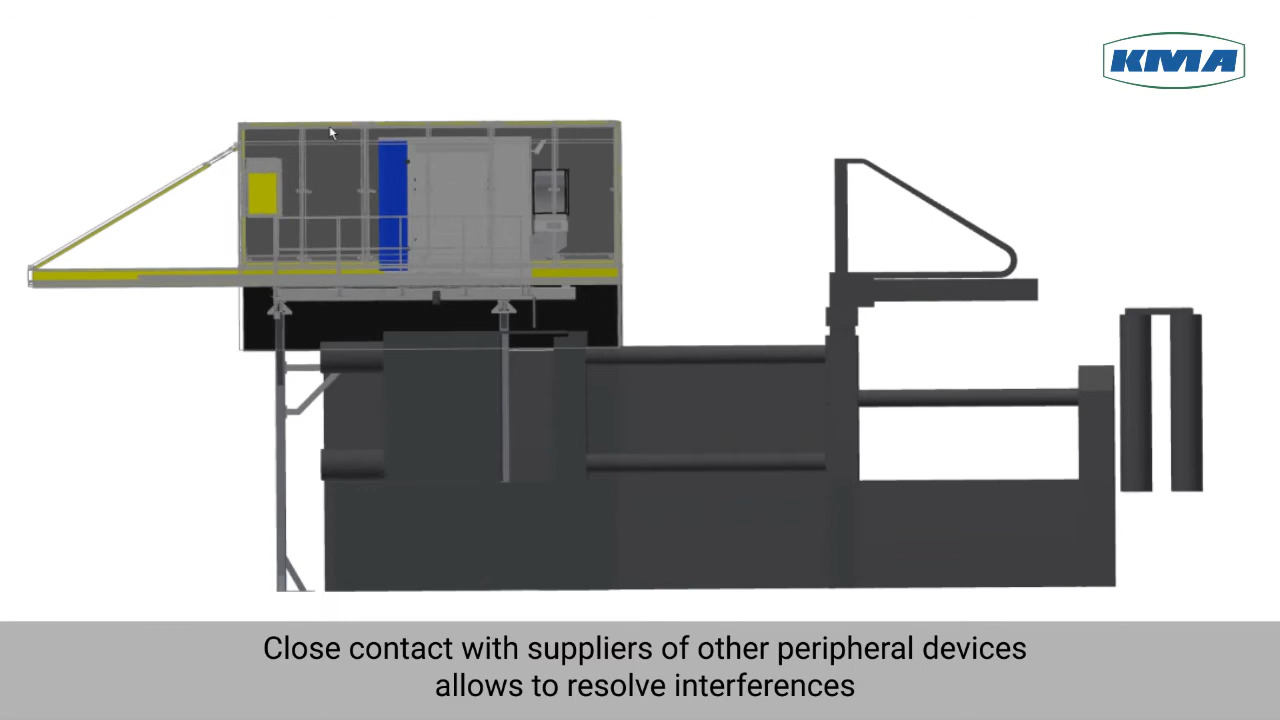 KMA
Close contact with suppliers of other peripheral devices
allows to resolve interferences